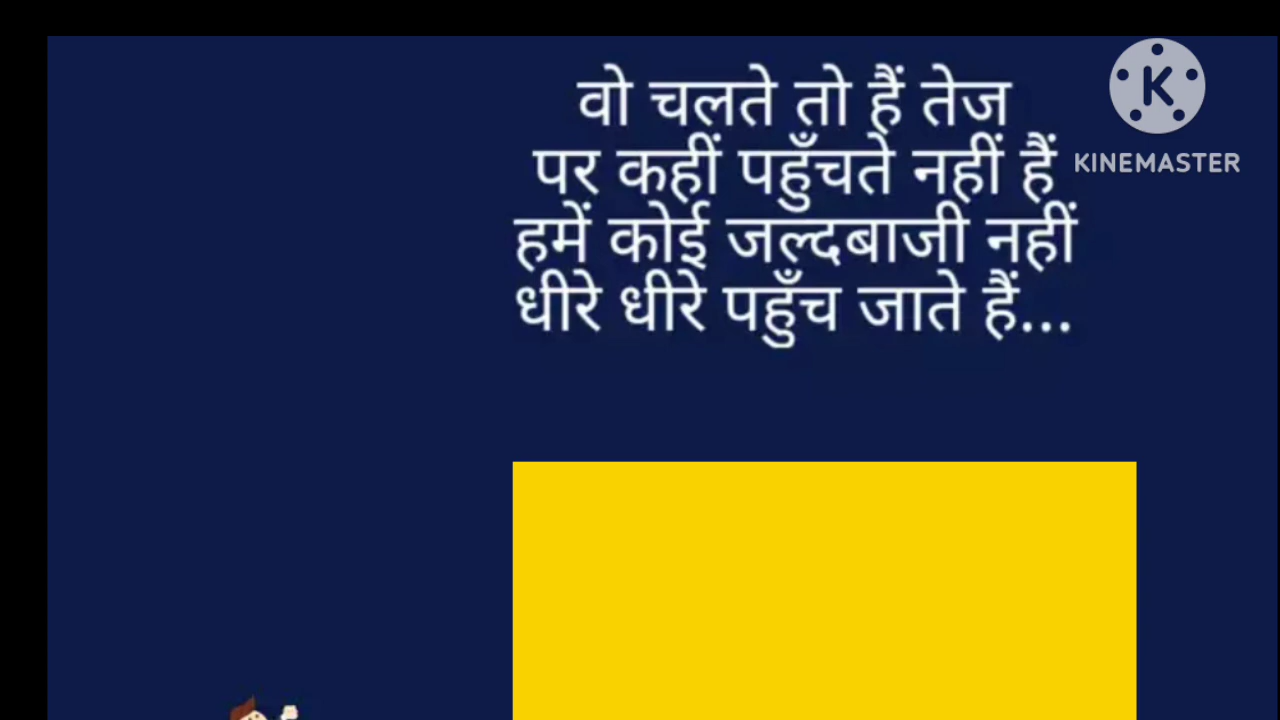 वो चलते तो हैं तेज
पर कहीं पहुँचते नहीं हैं
हमें कोई जल्दबाजी नहीं
धीरे धीरे पहुँच जाते हैं...
K
KINEMASTER